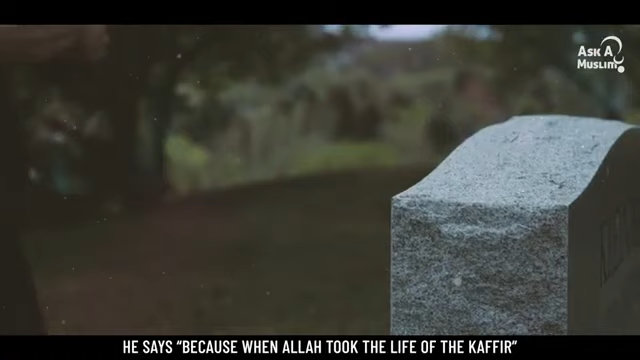 ASK A
MUSLIM
HE SAYS “BECAUSE WHEN ALLAH TOOK THE LIFE OF THE KAFFIR”